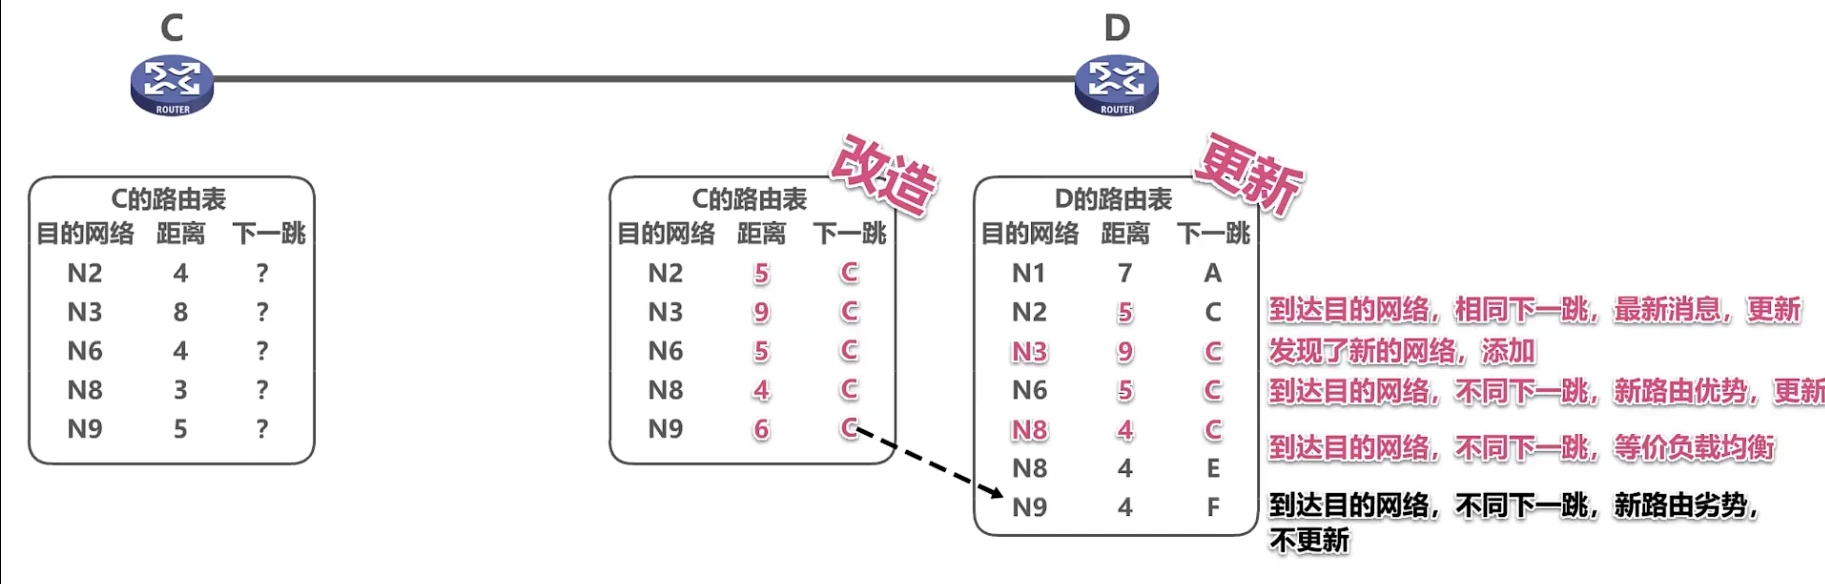 C
D
ROUTER
ROUTER
改造
更新
C的路由表
目的网络 距离 下一跳
N2 4 ?
N3 8 ?
N6 4 ?
N8 3 ?
N9 5 ?
C的路由表
目的网络 距离 下一跳
N2 5 C
N3 9 C
N6 5 C
N8 4 C
N9 6 C
D的路由表
目的网络 距离 下一跳
N1 7 A
N2 5 C
N3 9 C
N6 5 C
N8 4 C
N8 4 E
N9 4 F
到达目的网络，相同下一跳，最新消息，更新
发现了新的网络，添加
到达目的网络，不同下一跳，新路由优势，更新
到达目的网络，不同下一跳，等价负载均衡
到达目的网络，不同下一跳，新路由劣势，
不更新